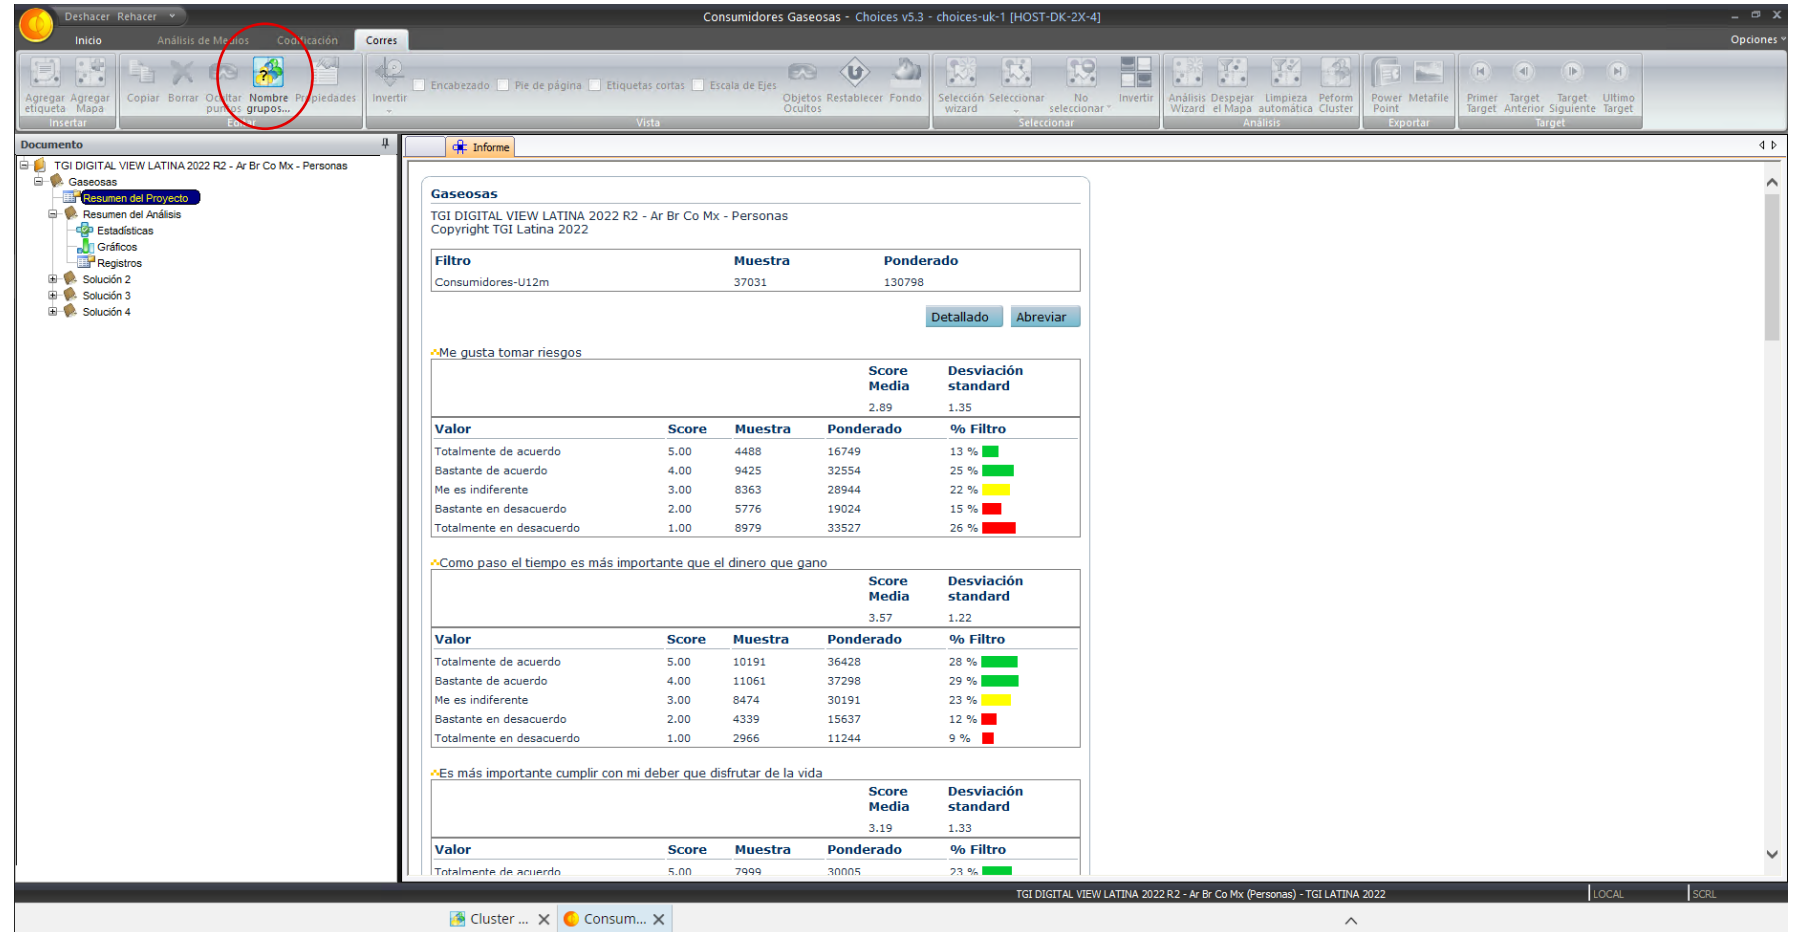 Deshacer Rehacer
Consumidores Gaseosas - Choices v5.3 - choices-uk-1 [HOST-DK-2X-4]
Inicio Análisis de Medios Codificación Corres
Opciones
Agregar etiqueta Agregar Mapa Copiar Borrar Ocultar puntos Nombre grupos... Propiedades Invertir
Encabezado Pie de página Etiquetas cortas Escala de Ejes
Objetos Ocultos Restablecer Fondo Selección wizard Seleccionar No seleccionar Invertir Análisis Wizard Despejar el Mapa Limpieza automática Peform Cluster Power Point Metafile Primer Target Target Anterior Target Siguiente Ultimo Target
Insertar Editar Vista Seleccionar Análisis Exportar Target
Documento
TGI DIGITAL VIEW LATINA 2022 R2 - Ar Br Co Mx - Personas
Gaseosas
Resumen del Proyecto
Resumen del Análisis
Estadísticas
Gráficos
Registros
Solución 2
Solución 3
Solución 4
Informe
Gaseosas
TGI DIGITAL VIEW LATINA 2022 R2 - Ar Br Co Mx - Personas
Copyright TGI Latina 2022
Filtro Muestra Ponderado
Consumidores-U12m 37031 130798
Detallado Abreviar
Me gusta tomar riesgos
Score Media Desviación standard
2.89 1.35
Valor Score Muestra Ponderado % Filtro
Totalmente de acuerdo 5.00 4488 16749 13 %
Bastante de acuerdo 4.00 9425 32554 25 %
Me es indiferente 3.00 8363 28944 22 %
Bastante en desacuerdo 2.00 5776 19024 15 %
Totalmente en desacuerdo 1.00 8979 33527 26 %
Como paso el tiempo es más importante que el dinero que gano
Score Media Desviación standard
3.57 1.22
Valor Score Muestra Ponderado % Filtro
Totalmente de acuerdo 5.00 10191 36428 28 %
Bastante de acuerdo 4.00 11061 37298 29 %
Me es indiferente 3.00 8474 30191 23 %
Bastante en desacuerdo 2.00 4339 15637 12 %
Totalmente en desacuerdo 1.00 2966 11244 9 %
Es más importante cumplir con mi deber que disfrutar de la vida
Score Media Desviación standard
3.19 1.33
Valor Score Muestra Ponderado % Filtro
Totalmente de acuerdo 5.00 7999 30005 23 %
TGI DIGITAL VIEW LATINA 2022 R2 - Ar Br Co Mx (Personas) - TGI LATINA 2022
LOCAL SCRL
Cluster ... Consum...